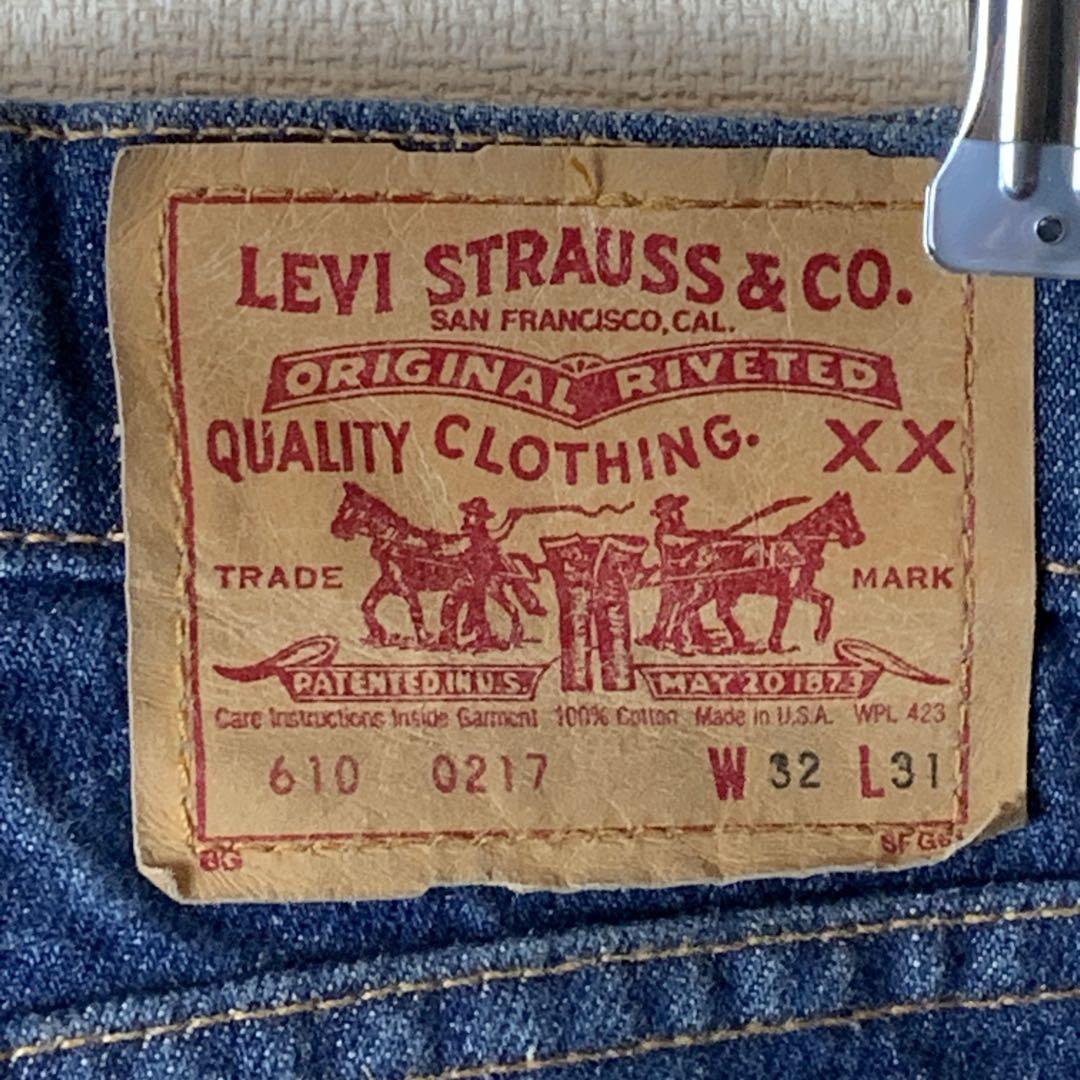 LEVI STRAUSS & CO.
SAN FRANCISCO, CAL.
ORIGINAL RIVETED
QUALITY CLOTHING. XX
TRADE MARK
PATENTED IN U.S. MAY 20 1873
Care Instructions Inside Garment 100% Cotton Made in U.S.A. WPL 423
610 0217 W 32 L 31
SF